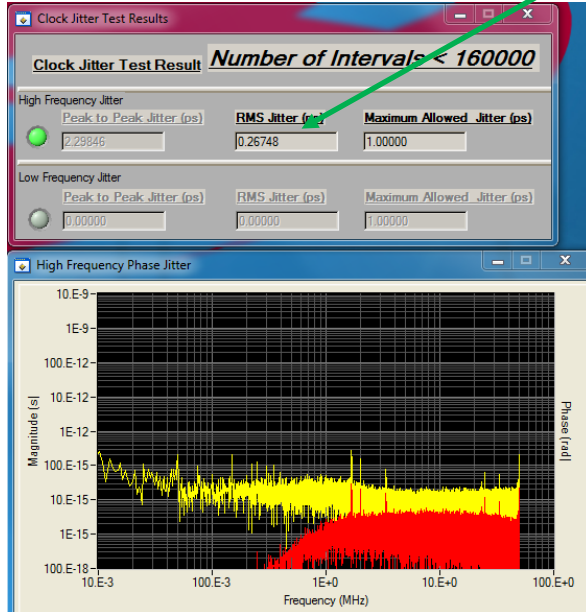 Clock Jitter Test Results
Clock Jitter Test Result Number of Intervals < 160000
High Frequency Jitter
Peak to Peak Jitter (ps) RMS Jitter (ps) Maximum Allowed Jitter (ps)
2.29846 0.26748 1.00000
Low Frequency Jitter
Peak to Peak Jitter (ps) RMS Jitter (ps) Maximum Allowed Jitter (ps)
0.00000 0.00000 1.00000
High Frequency Phase Jitter
10.E-9
1E-9
100.E-12
10.E-12
1E-12
100.E-15
10.E-15
1E-15
100.E-18
Magnitude [s]
Phase [rad]
10.E-3 100.E-3 1E+0 10.E+0 100.E+0
Frequency (MHz)